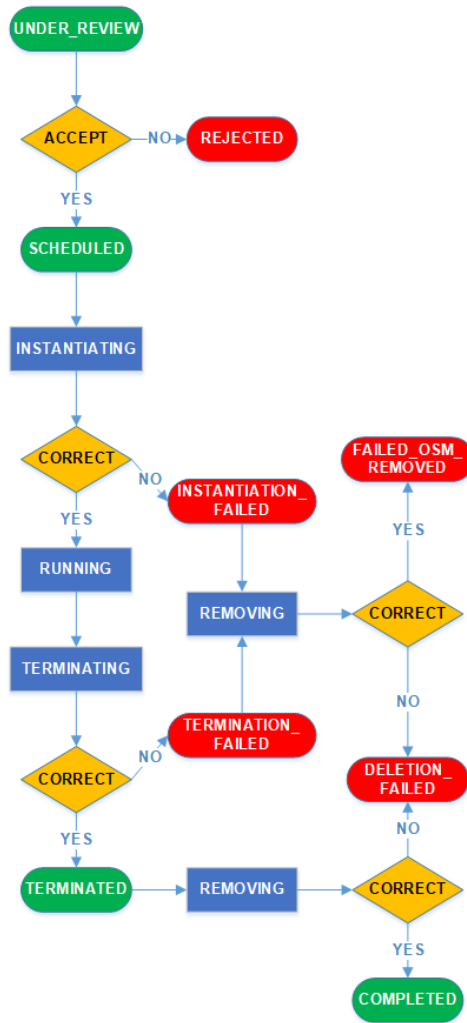 UNDER_REVIEW
ACCEPT
NO
REJECTED
YES
SCHEDULED
INSTANTIATING
CORRECT
NO
YES
INSTANTIATION_
FAILED
FAILED_OSM_
REMOVED
YES
RUNNING
REMOVING
CORRECT
TERMINATING
NO
TERMINATION_
FAILED
CORRECT
NO
DELETION_
FAILED
YES
NO
TERMINATED
REMOVING
CORRECT
YES
COMPLETED